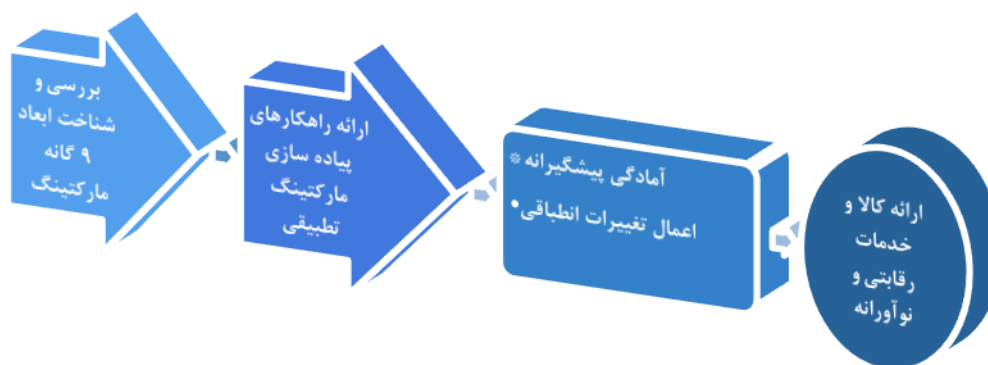 بررسی و
شناخت ابعاد
۹ گانه
مارکتینگ
ارائه راهکارهای
پیاده سازی
مارکتینگ
تطبیقی
آمادگی پیشگیرانه
اعمال تغییرات انطباقی
ارائه کالا و
خدمات
رقابتی و
نوآورانه